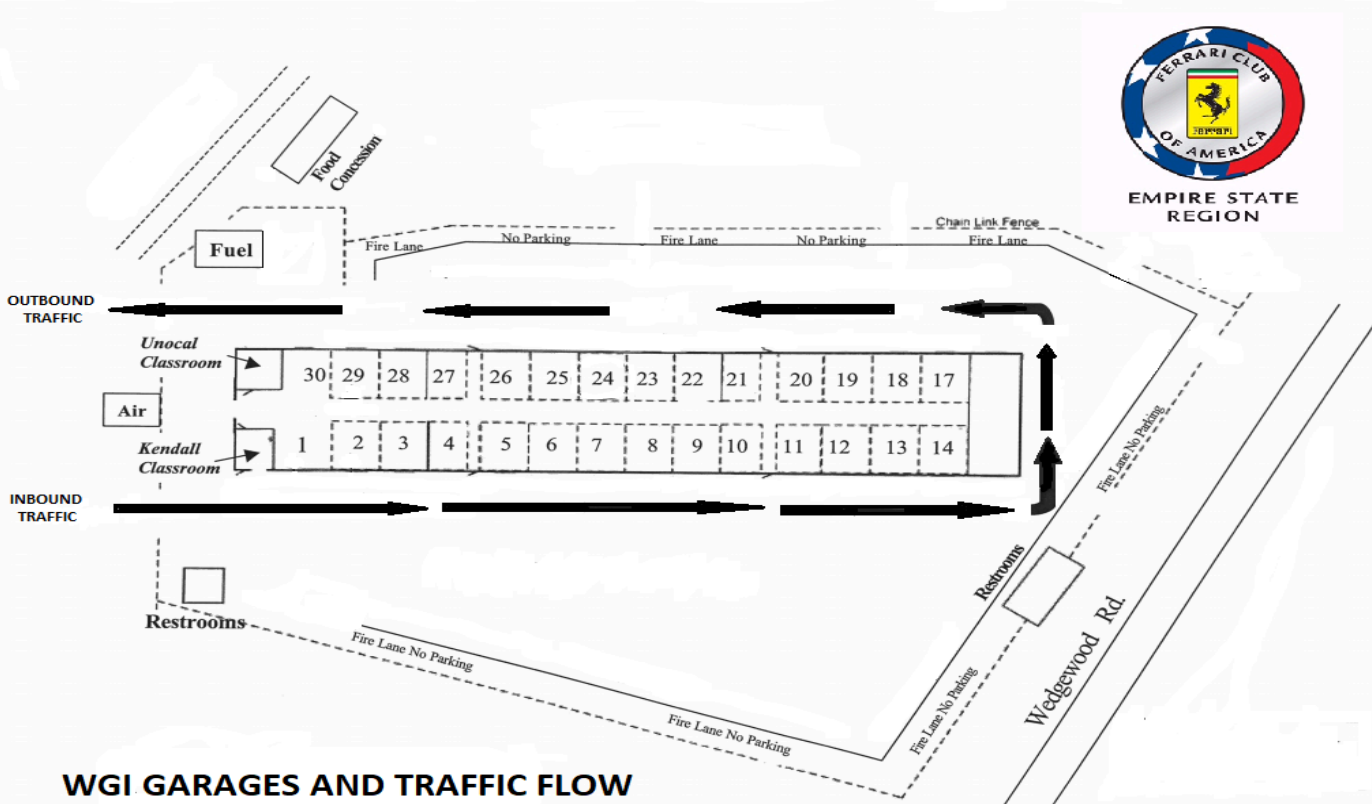 FERRARI CLUB
Ferrari
OF AMERICA
EMPIRE STATE
REGION
Food
Concession
Fuel
Chain Link Fence
Fire Lane
No Parking
Fire Lane
No Parking
Fire Lane
OUTBOUND
TRAFFIC
Unocal
Classroom
30 29 28 27 26 25 24 23 22 21 20 19 18 17
Air
Kendall
Classroom
1 2 3 4 5 6 7 8 9 10 11 12 13 14
INBOUND
TRAFFIC
Fire Lane No Parking
Restrooms
Restrooms
Wedgewood Rd.
Fire Lane No Parking
Fire Lane No Parking
Fire Lane No Parking
WGI GARAGES AND TRAFFIC FLOW